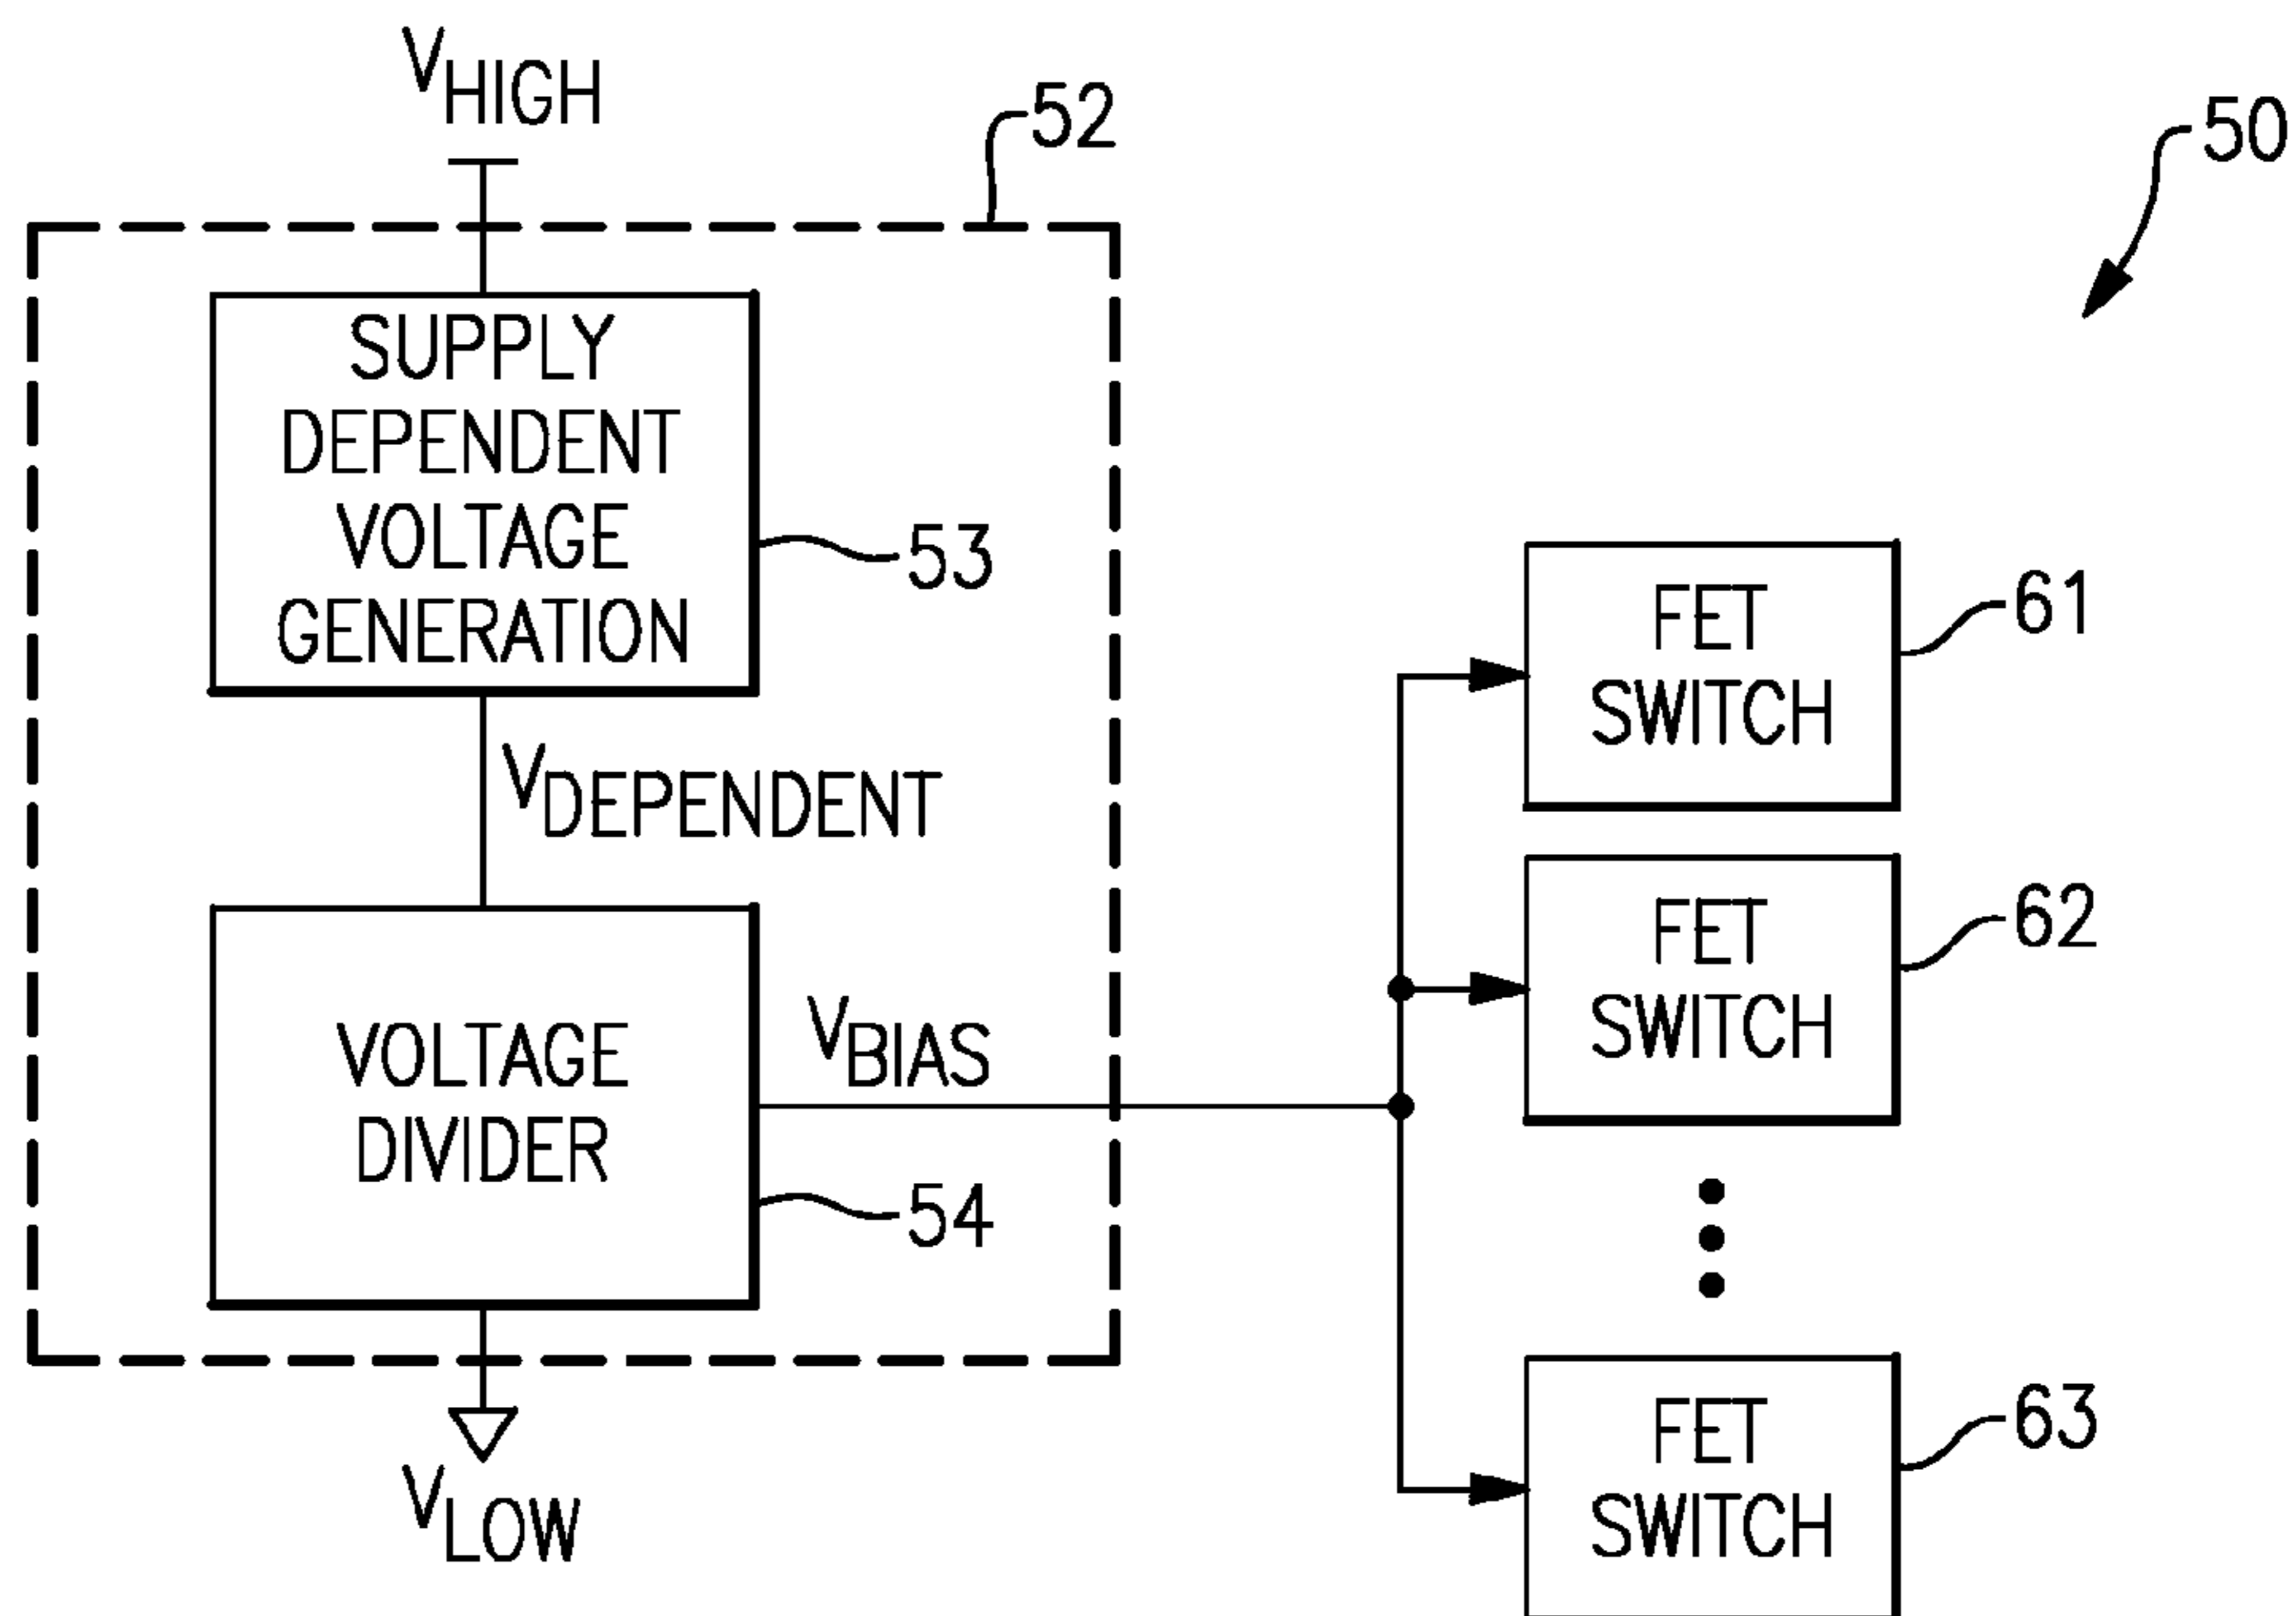 VHIGH
52
50
SUPPLY
DEPENDENT
VOLTAGE
GENERATION
53
VDEPENDENT
VOLTAGE
DIVIDER
54
VBIAS
VLOW
FET
SWITCH
61
FET
SWITCH
62
FET
SWITCH
63